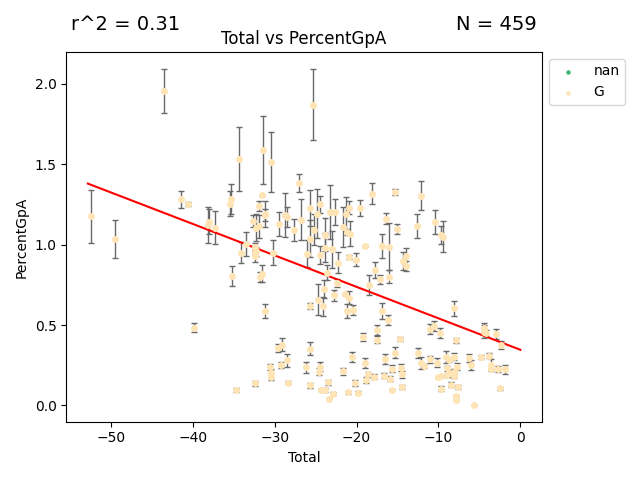 r^2 = 0.31
N = 459
Total vs PercentGpA
nan
G
2.0
1.5
1.0
0.5
0.0
PercentGpA
−50
−40
−30
−20
−10
0
Total